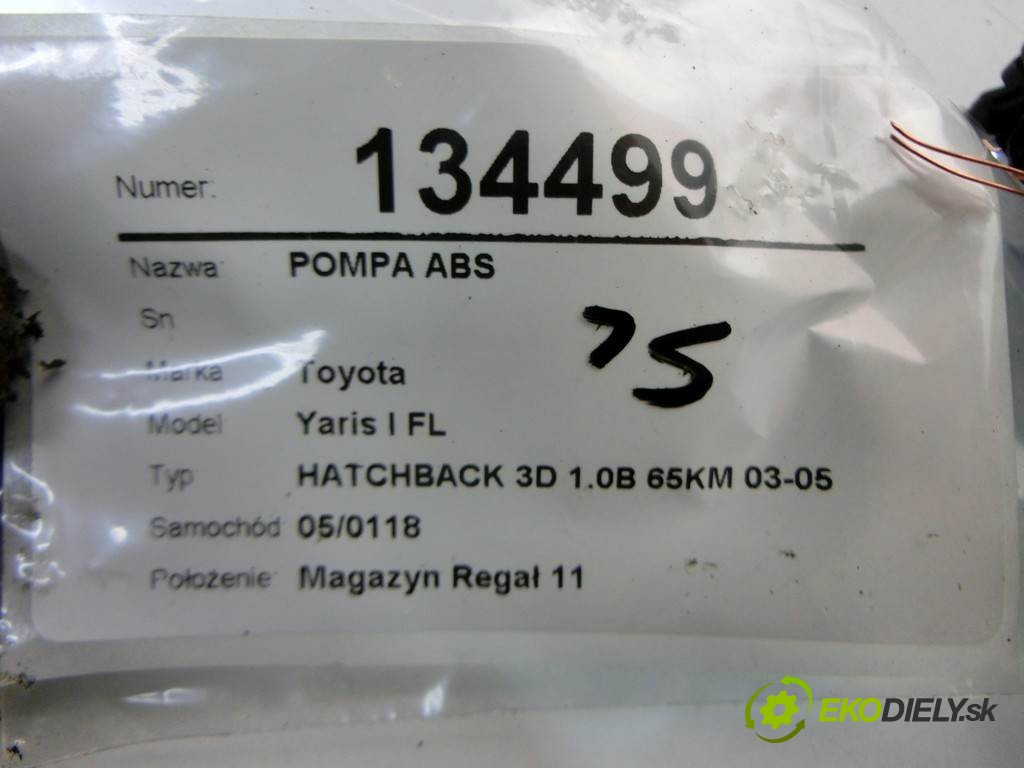 Numer: 134499
Nazwa POMPA ABS
Sn
Marka Toyota
Model Yaris I FL
Typ HATCHBACK 3D 1.0B 65KM 03-05
Samochód 05/0118
Położenie Magazyn Regał 11
EKODIELY.sk